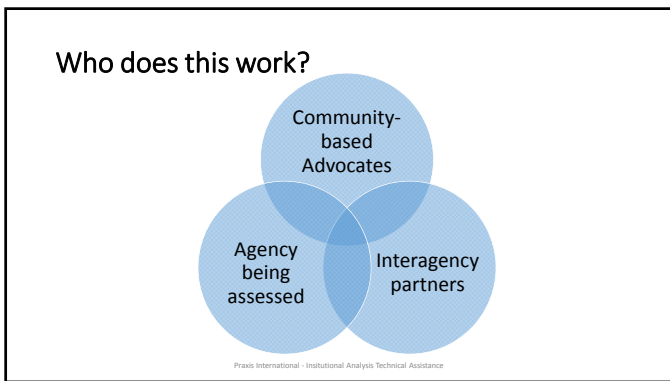 Who does this work?
Community-
based
Advocates
Agency
being
assessed
Interagency
partners
Praxis International - Insitutional Analysis Technical Assistance